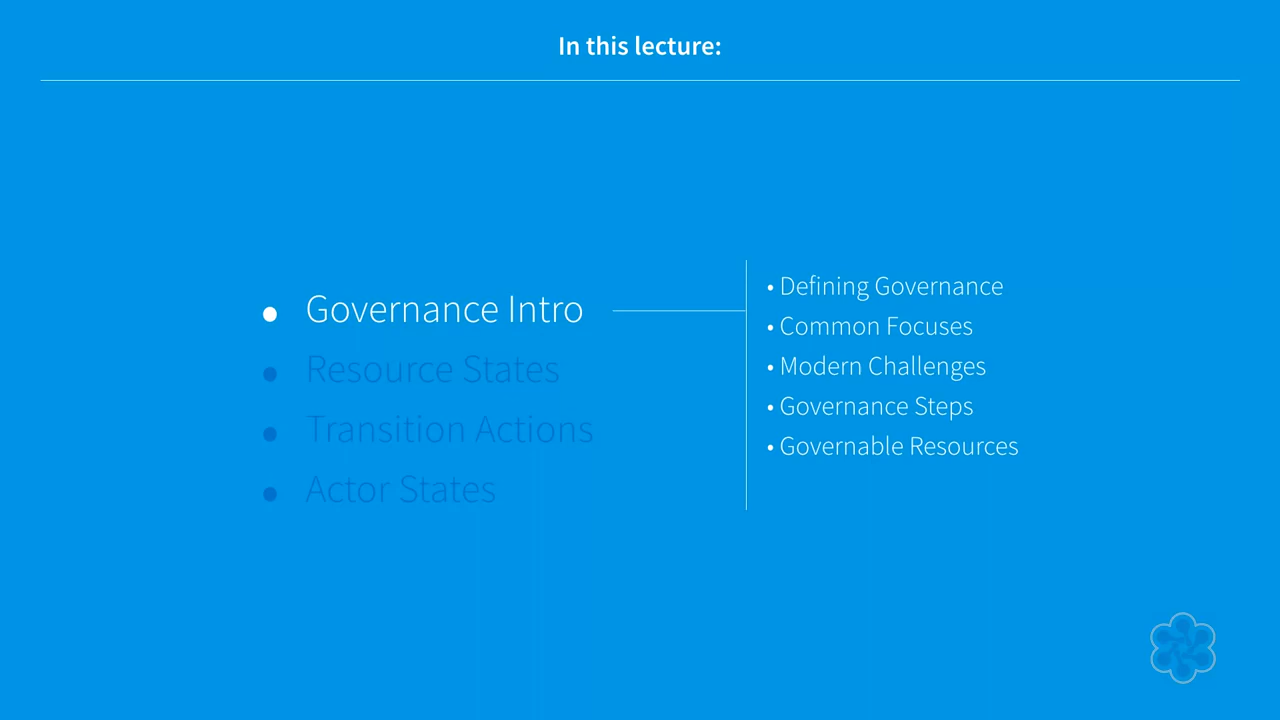 In this lecture:
• Governance Intro
• Resource States
• Transition Actions
• Actor States
• Defining Governance
• Common Focuses
• Modern Challenges
• Governance Steps
• Governable Resources